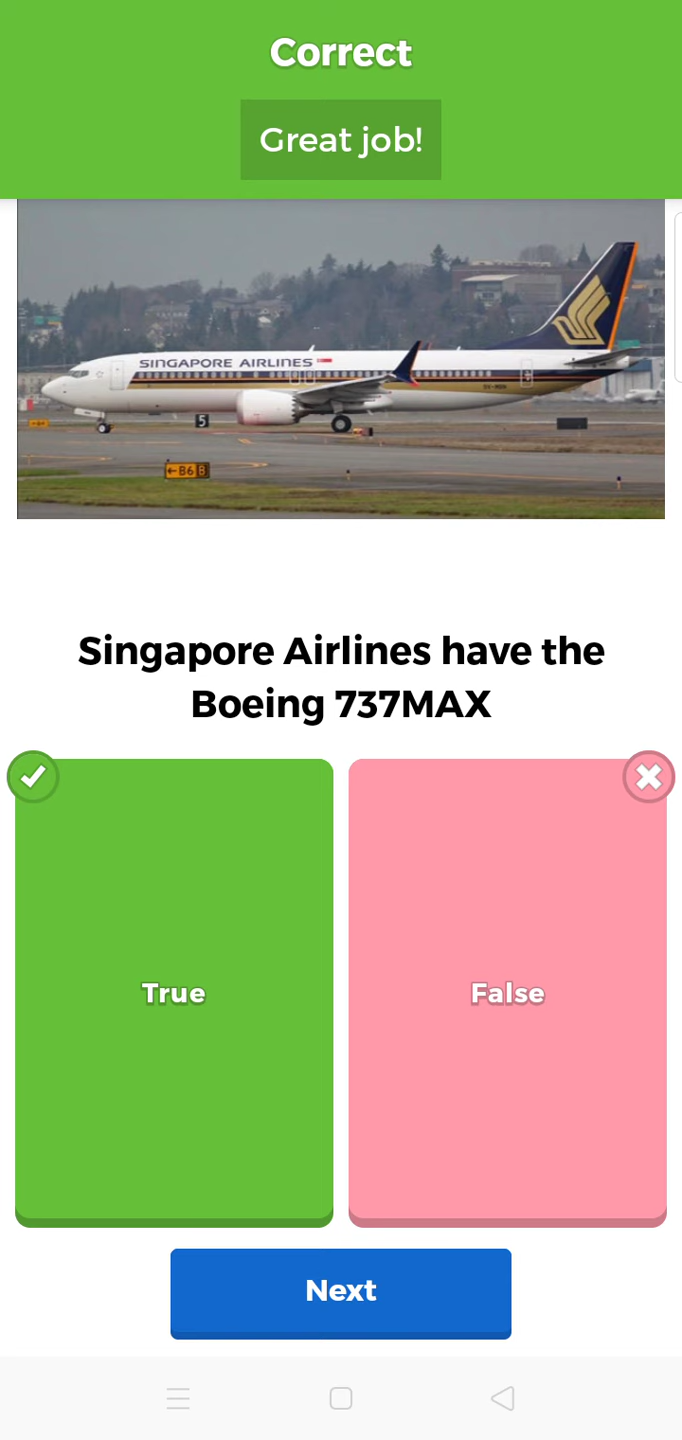 Correct
Great job!
SINGAPORE AIRLINES
5
←B6 B
Singapore Airlines have the
Boeing 737MAX
True
False
Next